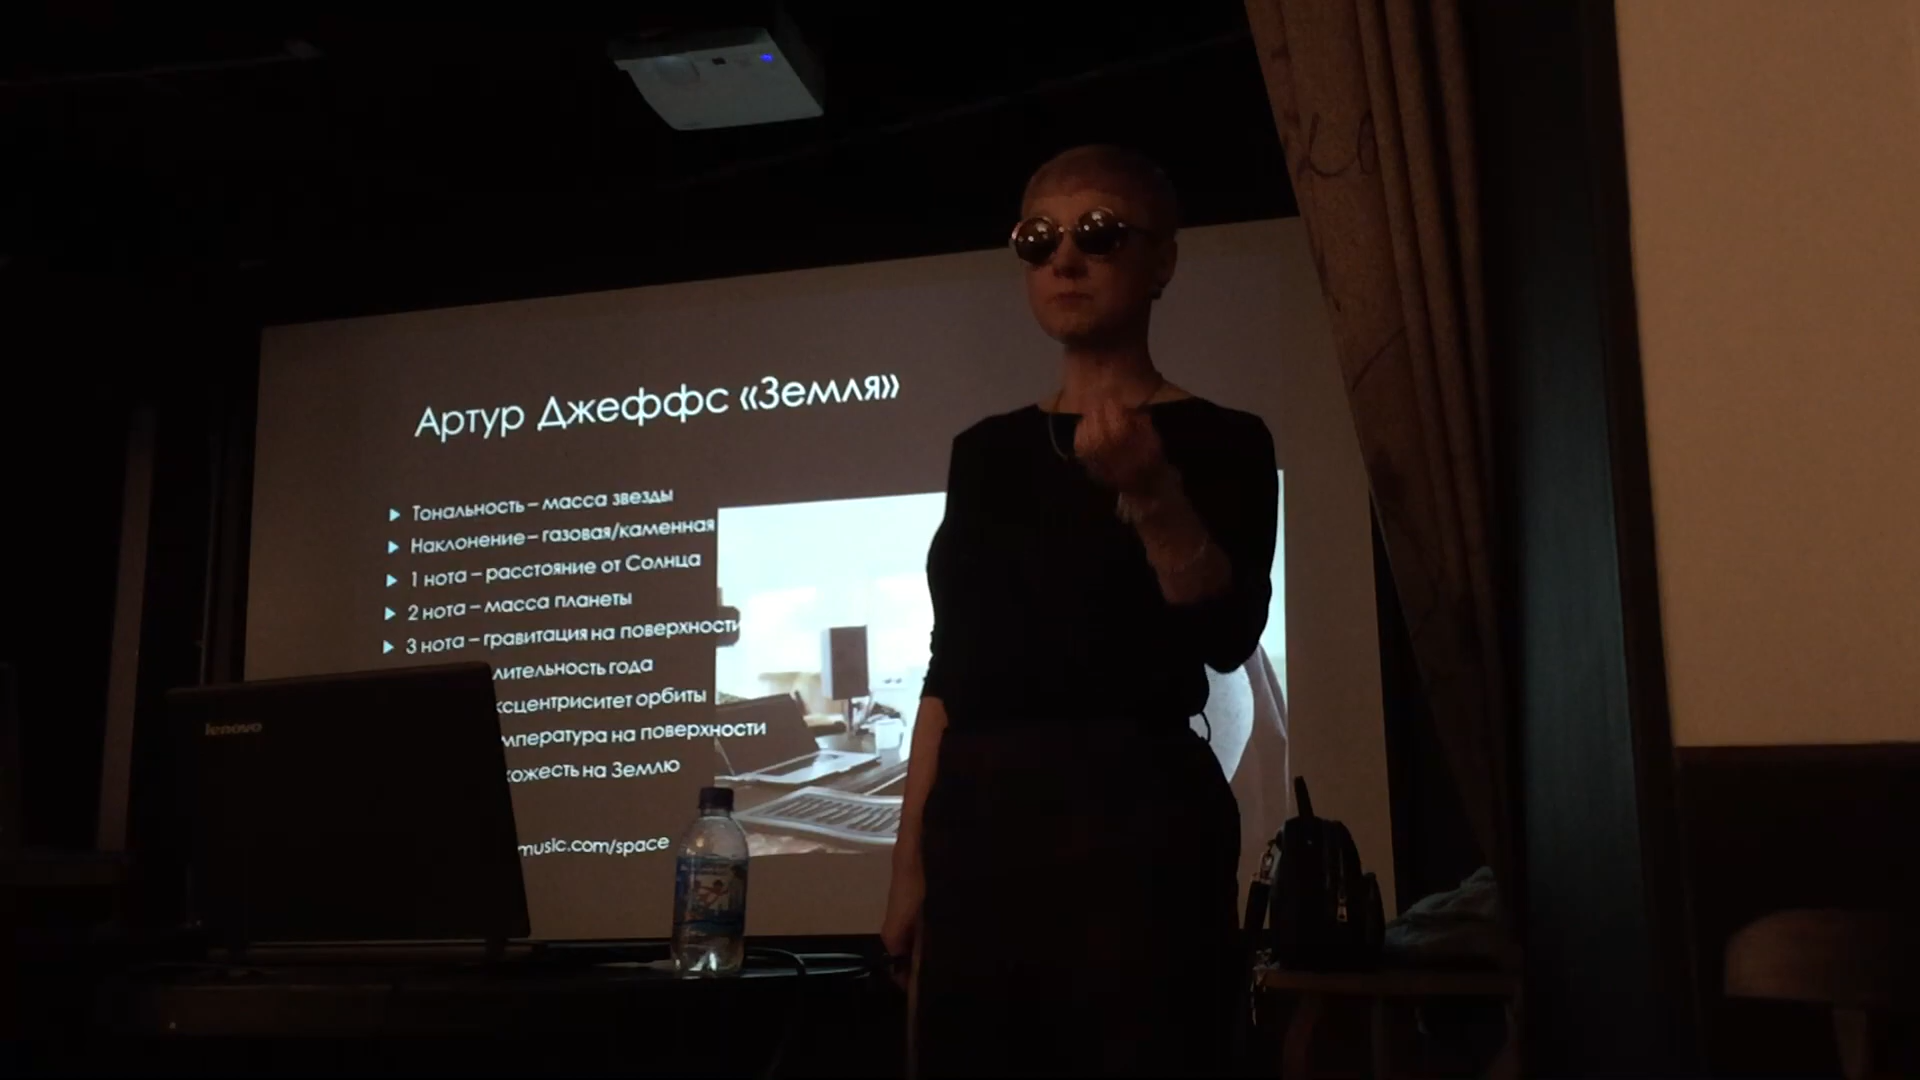 Артур Джеффс «Земля»
Тональность – масса звезды
Наклонение – газовая/каменная
1 нота – расстояние от Солнца
2 нота – масса планеты
3 нота – гравитация на поверхности
лительность года
ксцентриситет орбиты
мпература на поверхности
хожесть на Землю
music.com/space
lenovo